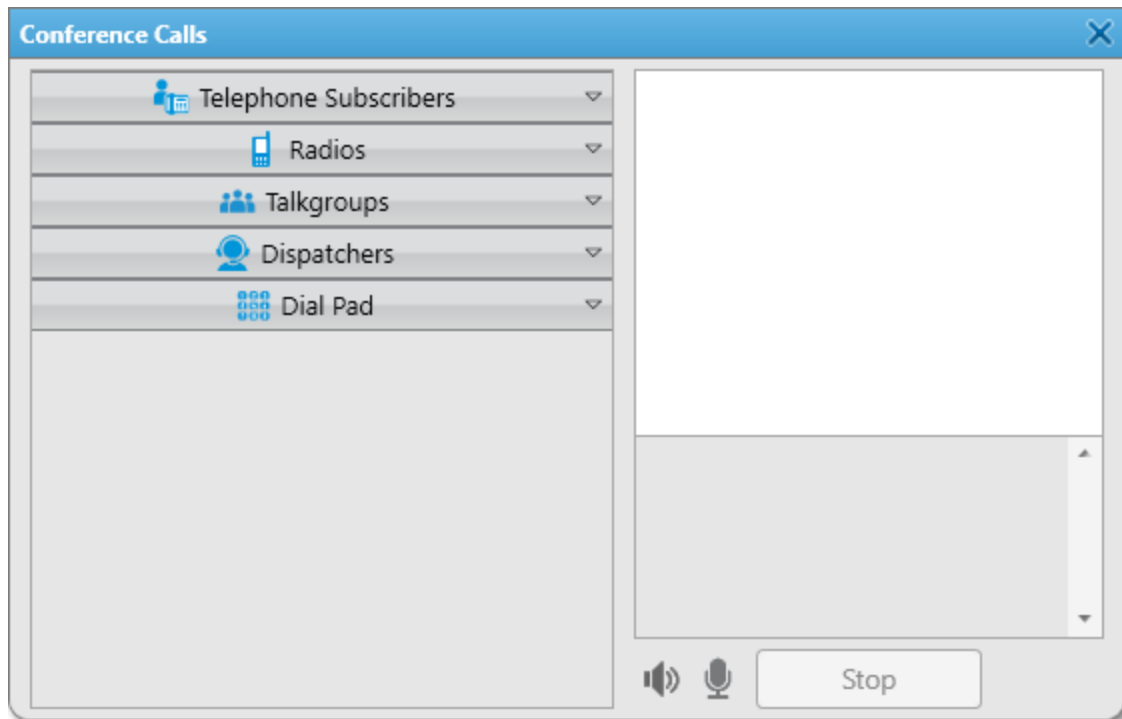 Conference Calls
Telephone Subscribers
Radios
Talkgroups
Dispatchers
Dial Pad
Stop